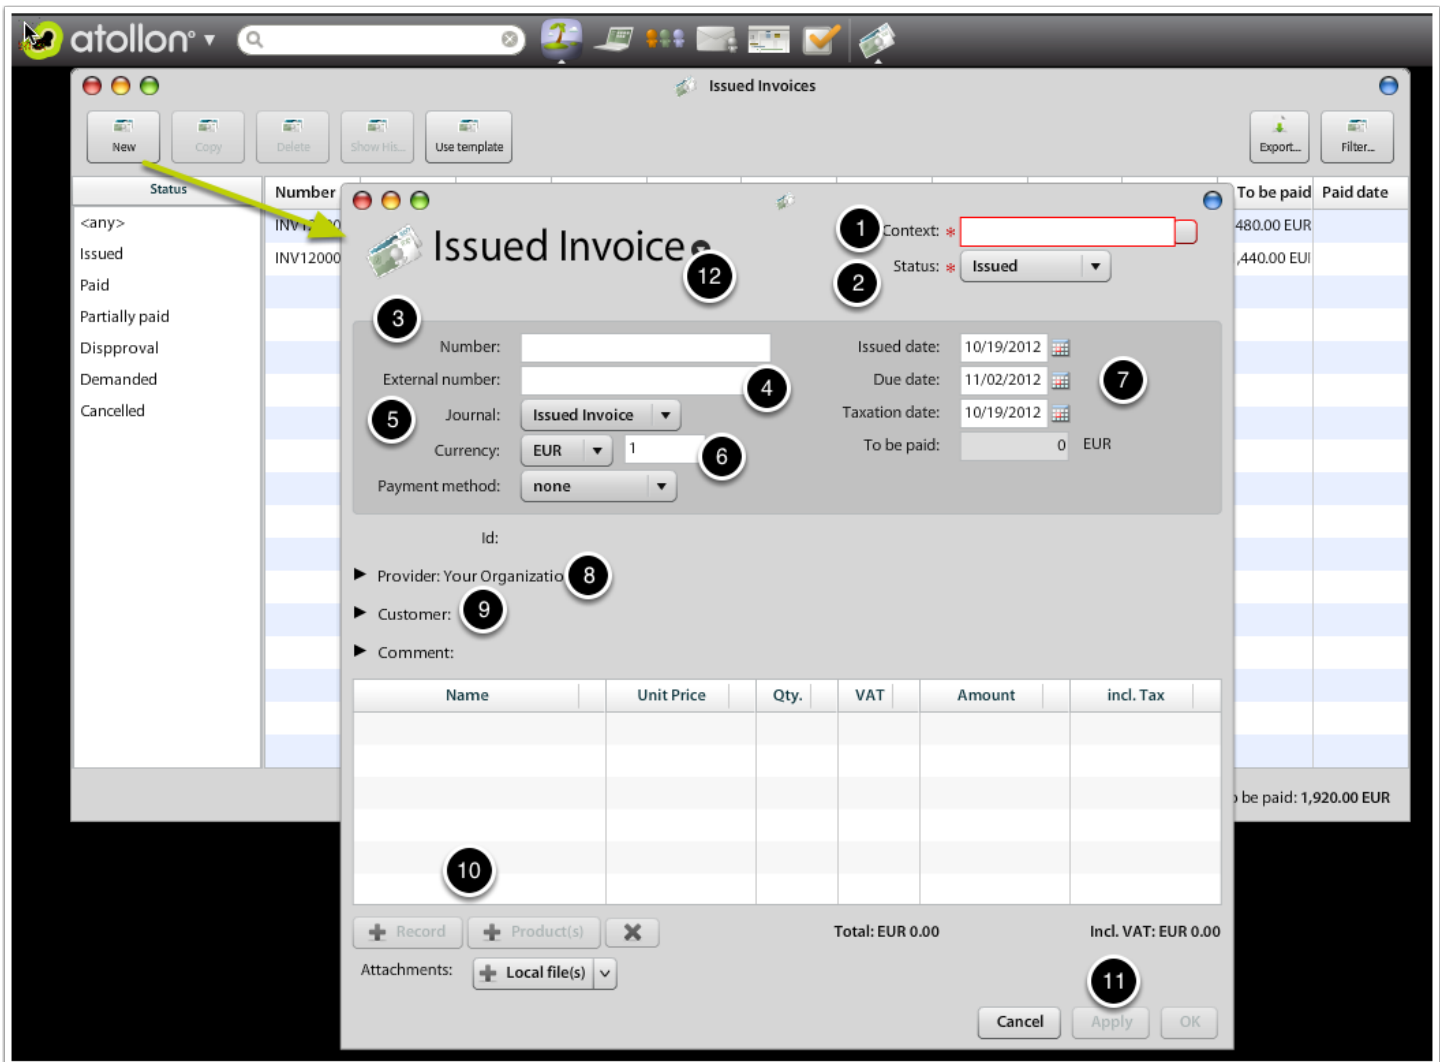 atollon
Issued Invoices
New
Copy
Delete
Show His...
Use template
Export...
Filter...
Status
Number
To be paid
Paid date
<any>
Issued
Paid
Partially paid
Dispproval
Demanded
Cancelled
INV12000
480.00 EUR
,440.00 EUI
Issued Invoice
12
1
Context: *
2
Status: * Issued
3
Number:
External number:
4
5
Journal: Issued Invoice
Currency: EUR 1
6
Payment method: none
Issued date: 10/19/2012
Due date: 11/02/2012
7
Taxation date: 10/19/2012
To be paid: 0 EUR
Id:
Provider: Your Organizatio
8
Customer:
9
Comment:
Name Unit Price Qty. VAT Amount incl. Tax
10
be paid: 1,920.00 EUR
Record
Product(s)
Total: EUR 0.00
Incl. VAT: EUR 0.00
Attachments: Local file(s)
11
Cancel
Apply
OK